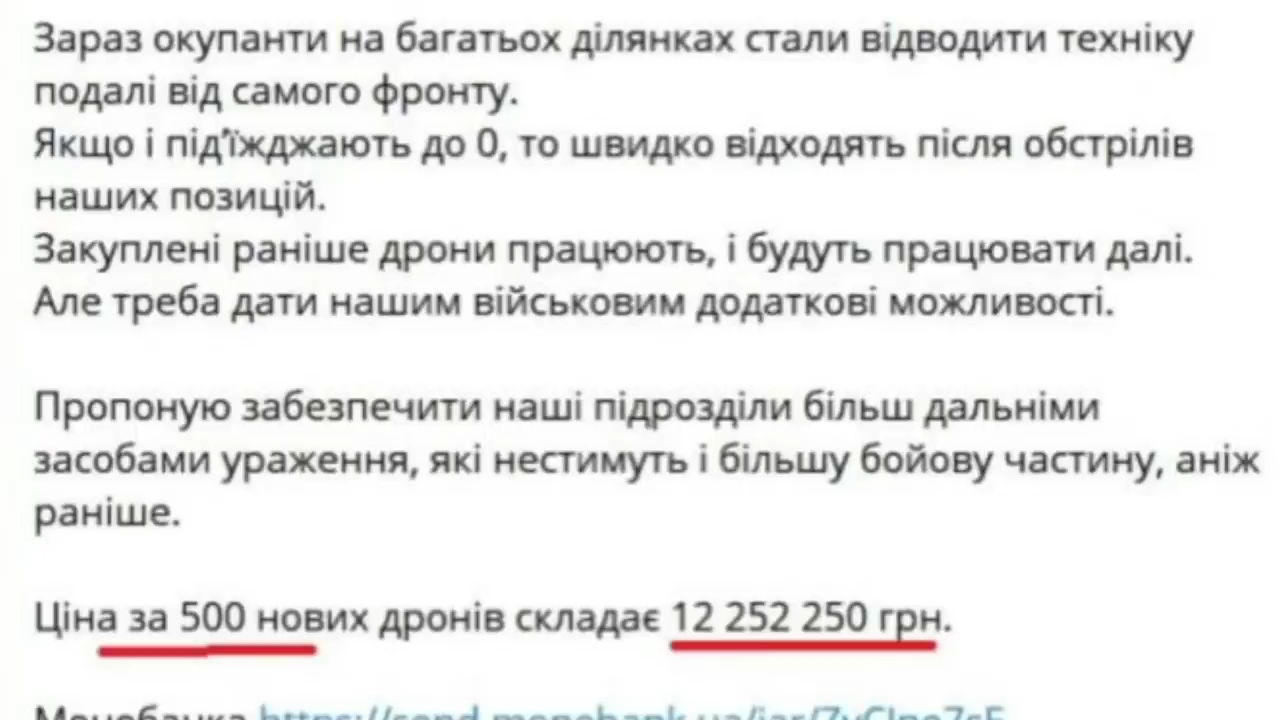 Зараз окупанти на багатьох ділянках стали відводити техніку
подалі від самого фронту.
Якщо і під’їжджають до 0, то швидко відходять після обстрілів
наших позицій.
Закуплені раніше дрони працюють, і будуть працювати далі.
Але треба дати нашим військовим додаткові можливості.
Пропоную забезпечити наші підрозділи більш дальніми
засобами ураження, які нестимуть і більшу бойову частину, аніж
раніше.
Ціна за 500 нових дронів складає 12 252 250 грн.
Монобанка